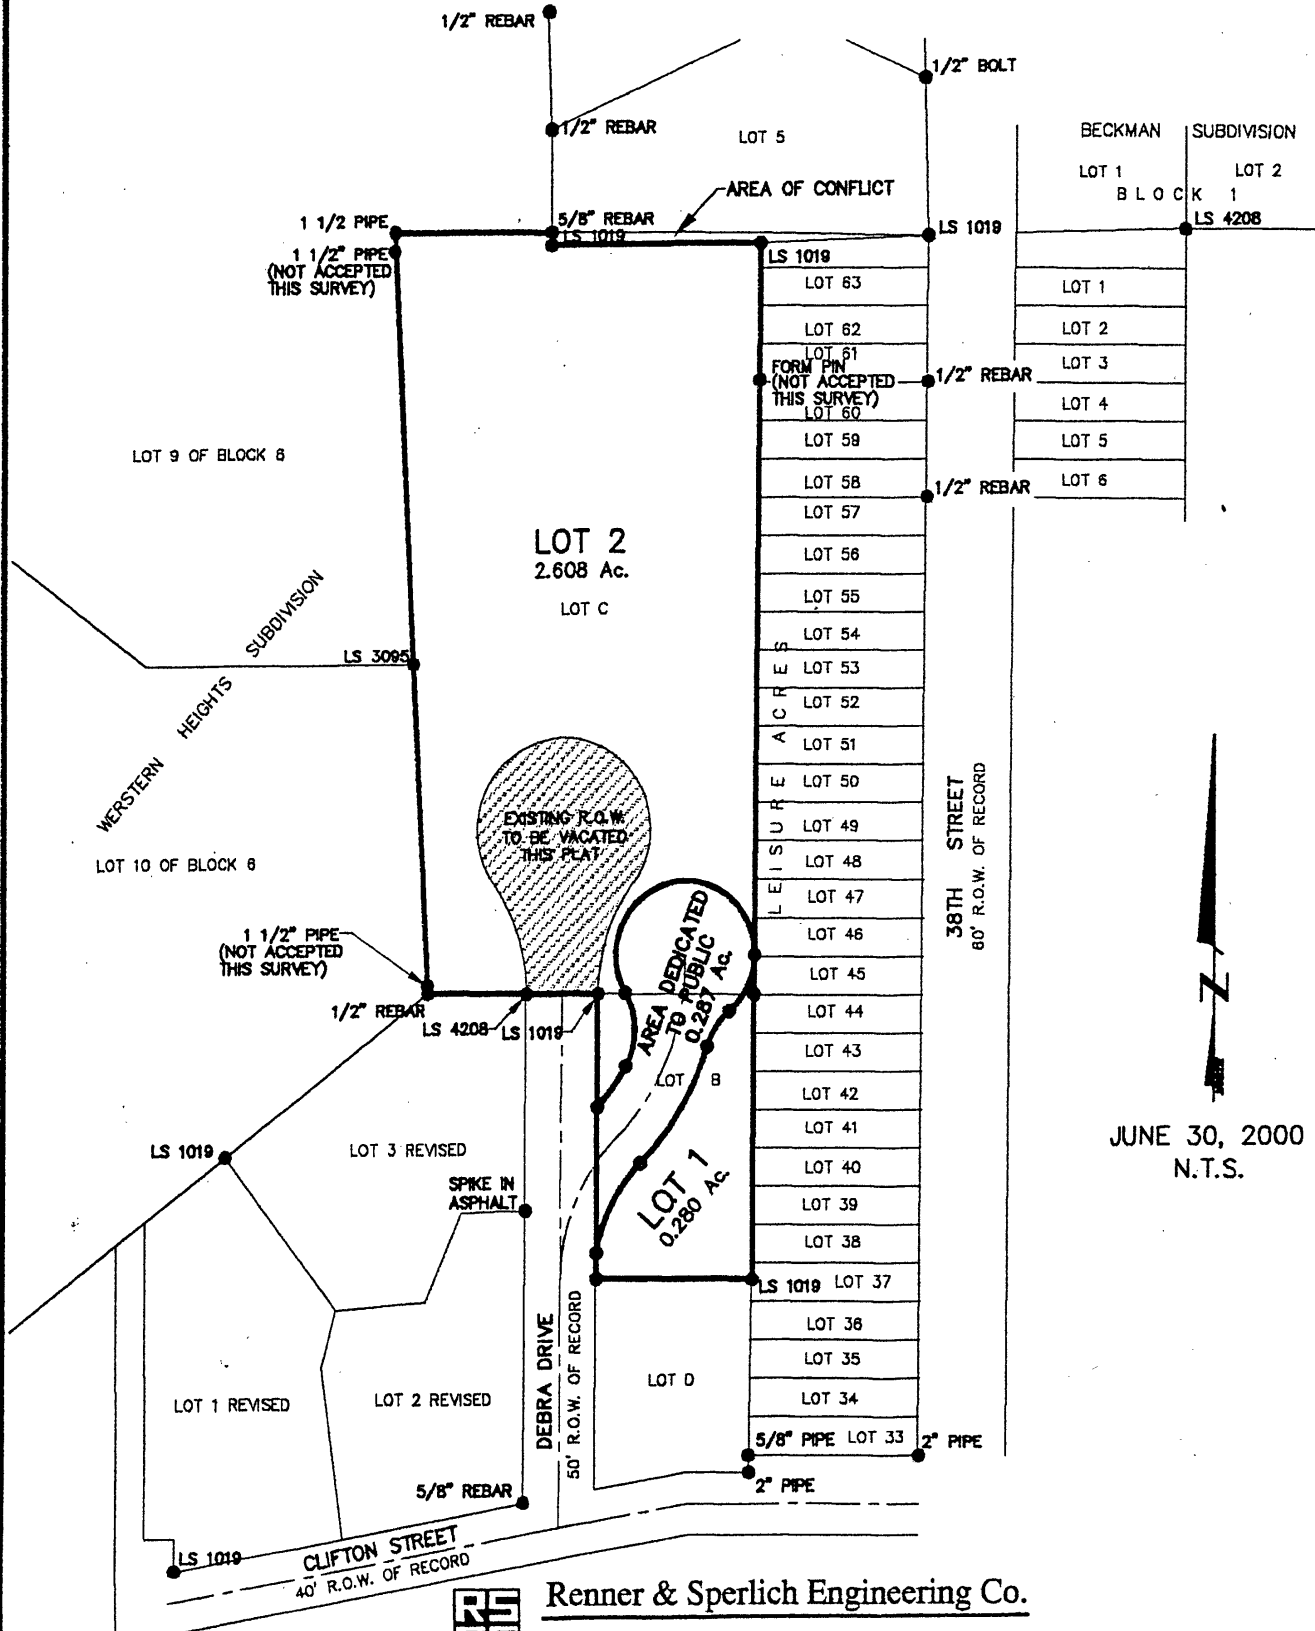 1/2" REBAR
1/2" BOLT
1/2" REBAR
LOT 5
BECKMAN SUBDIVISION
LOT 1
LOT 2
BLOCK 1
AREA OF CONFLICT
1 1/2 PIPE
5/8" REBAR
LS 1019
LS 1019
LS 4208
1 1/2" PIPE
(NOT ACCEPTED
THIS SURVEY)
LS 1019
LOT 63
LOT 1
LOT 62
LOT 2
LOT 61
LOT 3
FORM PIN
(NOT ACCEPTED
THIS SURVEY)
1/2" REBAR
LOT 60
LOT 4
LOT 59
LOT 5
LOT 9 OF BLOCK 6
LOT 58
1/2" REBAR
LOT 6
LOT 57
LOT 2
2.608 Ac.
LOT C
LOT 56
LOT 55
LOT 54
LOT 53
LOT 52
LOT 51
LOT 50
LOT 49
LOT 48
LOT 47
LOT 46
LOT 45
LOT 44
LOT 43
LOT 42
LOT 41
LOT 40
LOT 39
LOT 38
LOT 37
LOT 36
LOT 35
LOT 34
LOT 33
LEISURE ACRES
38TH STREET
80' R.O.W. OF RECORD
WERSTERN HEIGHTS SUBDIVISION
LS 3095
EXISTING R.O.W.
TO BE VACATED
THIS PLAT
LOT 10 OF BLOCK 6
1 1/2" PIPE
(NOT ACCEPTED
THIS SURVEY)
1/2" REBAR
LS 4208
LS 1019
AREA DEDICATED
TO PUBLIC
0.287 Ac.
LOT B
N
JUNE 30, 2000
N.T.S.
LS 1019
LOT 3 REVISED
SPIKE IN
ASPHALT
LOT 1
0.280 Ac.
LS 1019
DEBRA DRIVE
50' R.O.W. OF RECORD
LOT D
LOT 1 REVISED
LOT 2 REVISED
5/8" PIPE
2" PIPE
2" PIPE
5/8" REBAR
LS 1019
CLIFTON STREET
40' R.O.W. OF RECORD
RS
Renner & Sperlich Engineering Co.